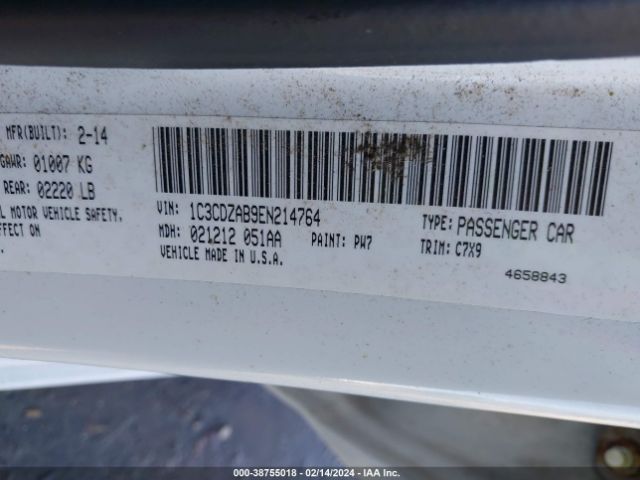 MFR(BUILT): 2-14
GAWR: 01007 KG
REAR: 02220 LB
L MOTOR VEHICLE SAFETY.
EFFECT ON
VIN: 1C3CDZAB9EN214764
MDH: 021212 051AA PAINT: PW7
VEHICLE MADE IN U.S.A.
TYPE: PASSENGER CAR
TRIM: C7X9
4658843
000-38755018 - 02/14/2024 - IAA Inc.